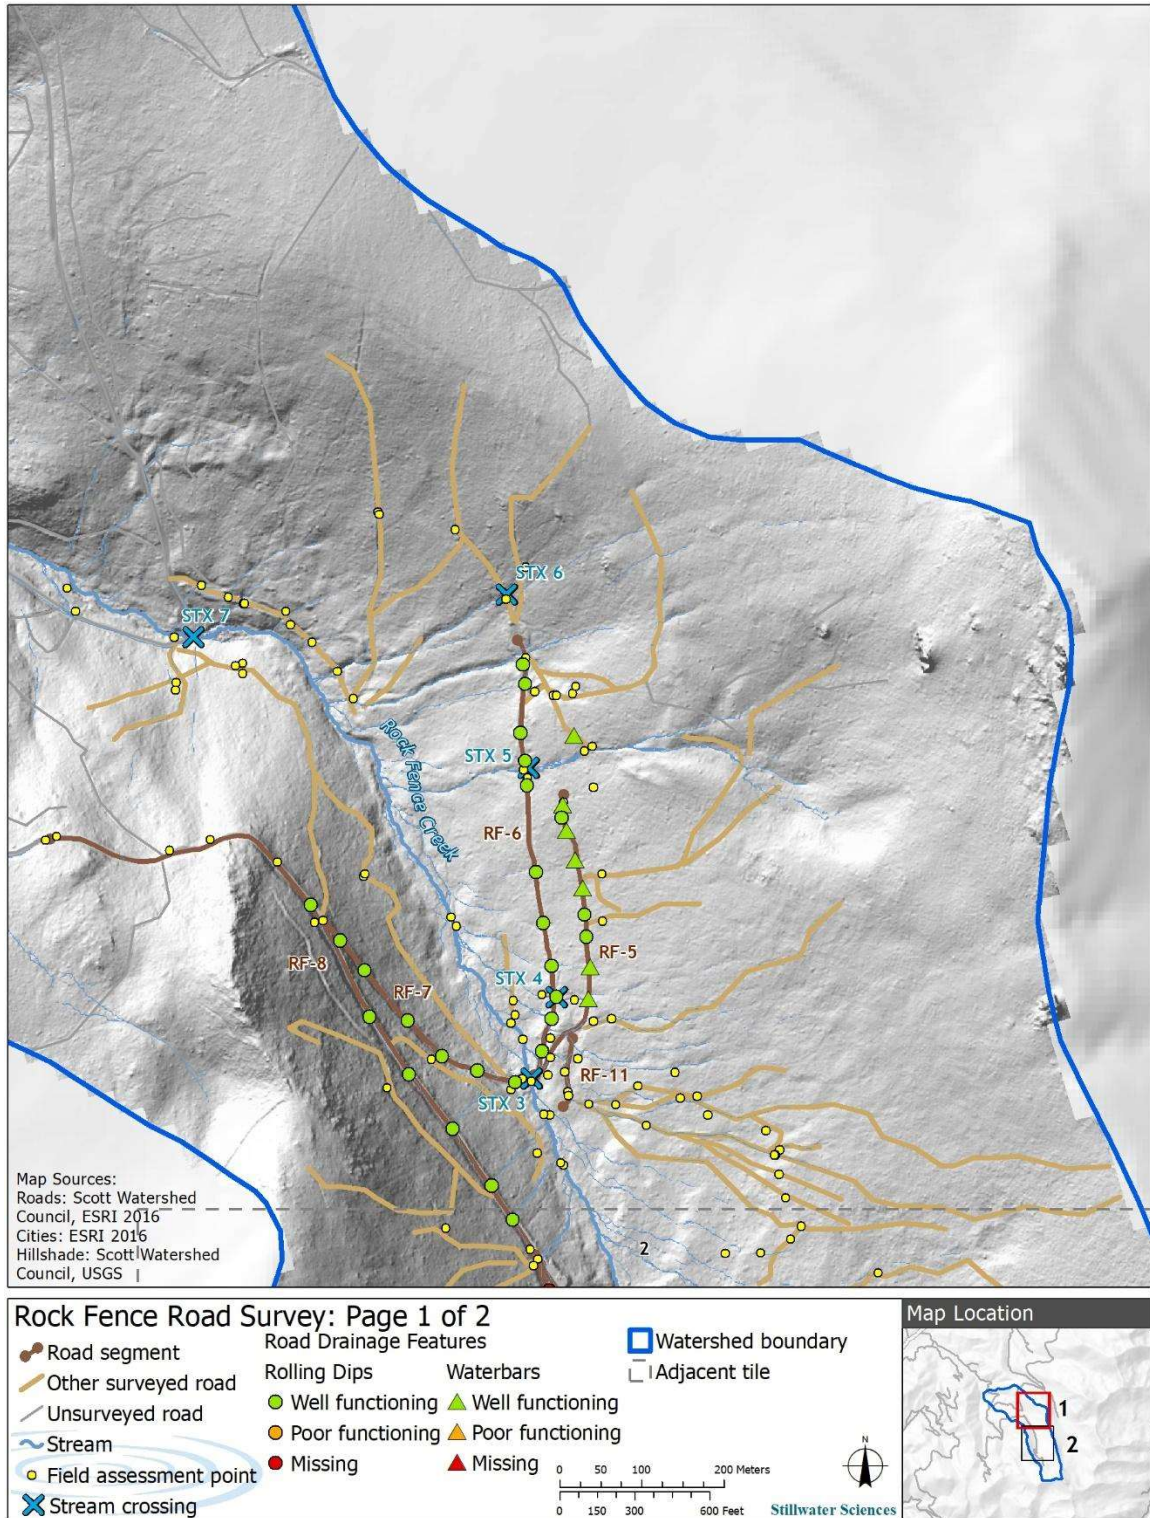 STX 6
STX 7
Rock Fence Creek
STX 5
RF-6
RF-5
RF-8
STX 4
RF-7
RF-11
STX 3
2
Map Sources:
Roads: Scott Watershed
Council, ESRI 2016
Cities: ESRI 2016
Hillshade: Scott Watershed
Council, USGS
Rock Fence Road Survey: Page 1 of 2
Road segment
Other surveyed road
Unsurveyed road
Stream
Field assessment point
Stream crossing
Road Drainage Features
Rolling Dips
Well functioning
Poor functioning
Missing
Waterbars
Well functioning
Poor functioning
Missing
Watershed boundary
Adjacent tile
0 50 100 200 Meters
0 150 300 600 Feet
N
Stillwater Sciences
Map Location
1
2